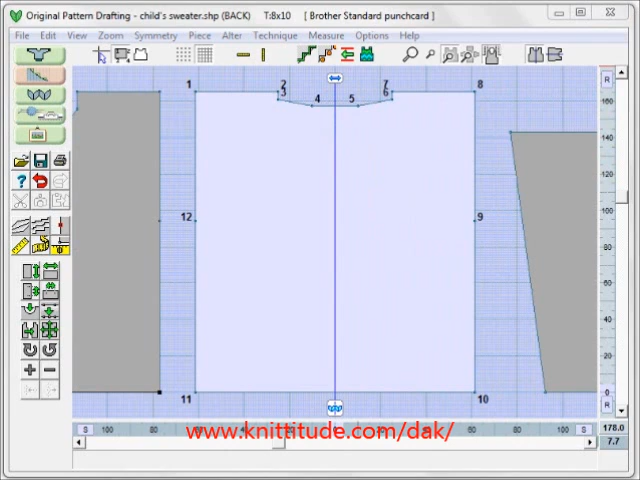 Original Pattern Drafting - child's sweater.shp (BACK) T:8x10 [ Brother Standard punchcard ]
File Edit View Zoom Symmetry Piece Alter Technique Measure Options Help
1 2 7 8
3 6
4 5
12 9
11 10
R
160
140
120
100
80
60
40
20
0
R
S 100 80 80 100 S 178.0
7.7
www.knittitude.com/dak/